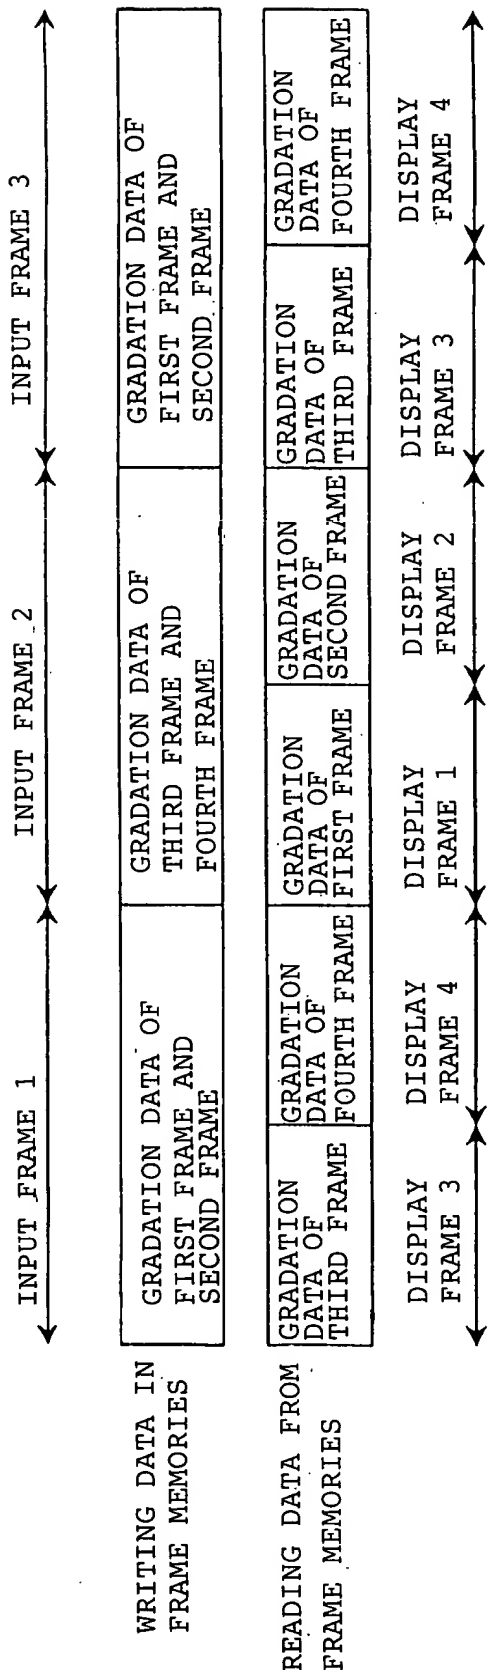 INPUT FRAME 1
INPUT FRAME 2
INPUT FRAME 3
WRITING DATA IN
FRAME MEMORIES
GRADATION DATA OF
FIRST FRAME AND
SECOND FRAME
GRADATION DATA OF
THIRD FRAME AND
FOURTH FRAME
GRADATION DATA OF
FIRST FRAME AND
SECOND FRAME
READING DATA FROM
FRAME MEMORIES
GRADATION
DATA OF
THIRD FRAME
GRADATION
DATA OF
FOURTH FRAME
GRADATION
DATA OF
FIRST FRAME
GRADATION
DATA OF
SECOND FRAME
GRADATION
DATA OF
THIRD FRAME
GRADATION
DATA OF
FOURTH FRAME
DISPLAY
FRAME 3
DISPLAY
FRAME 4
DISPLAY
FRAME 1
DISPLAY
FRAME 2
DISPLAY
FRAME 3
DISPLAY
FRAME 4